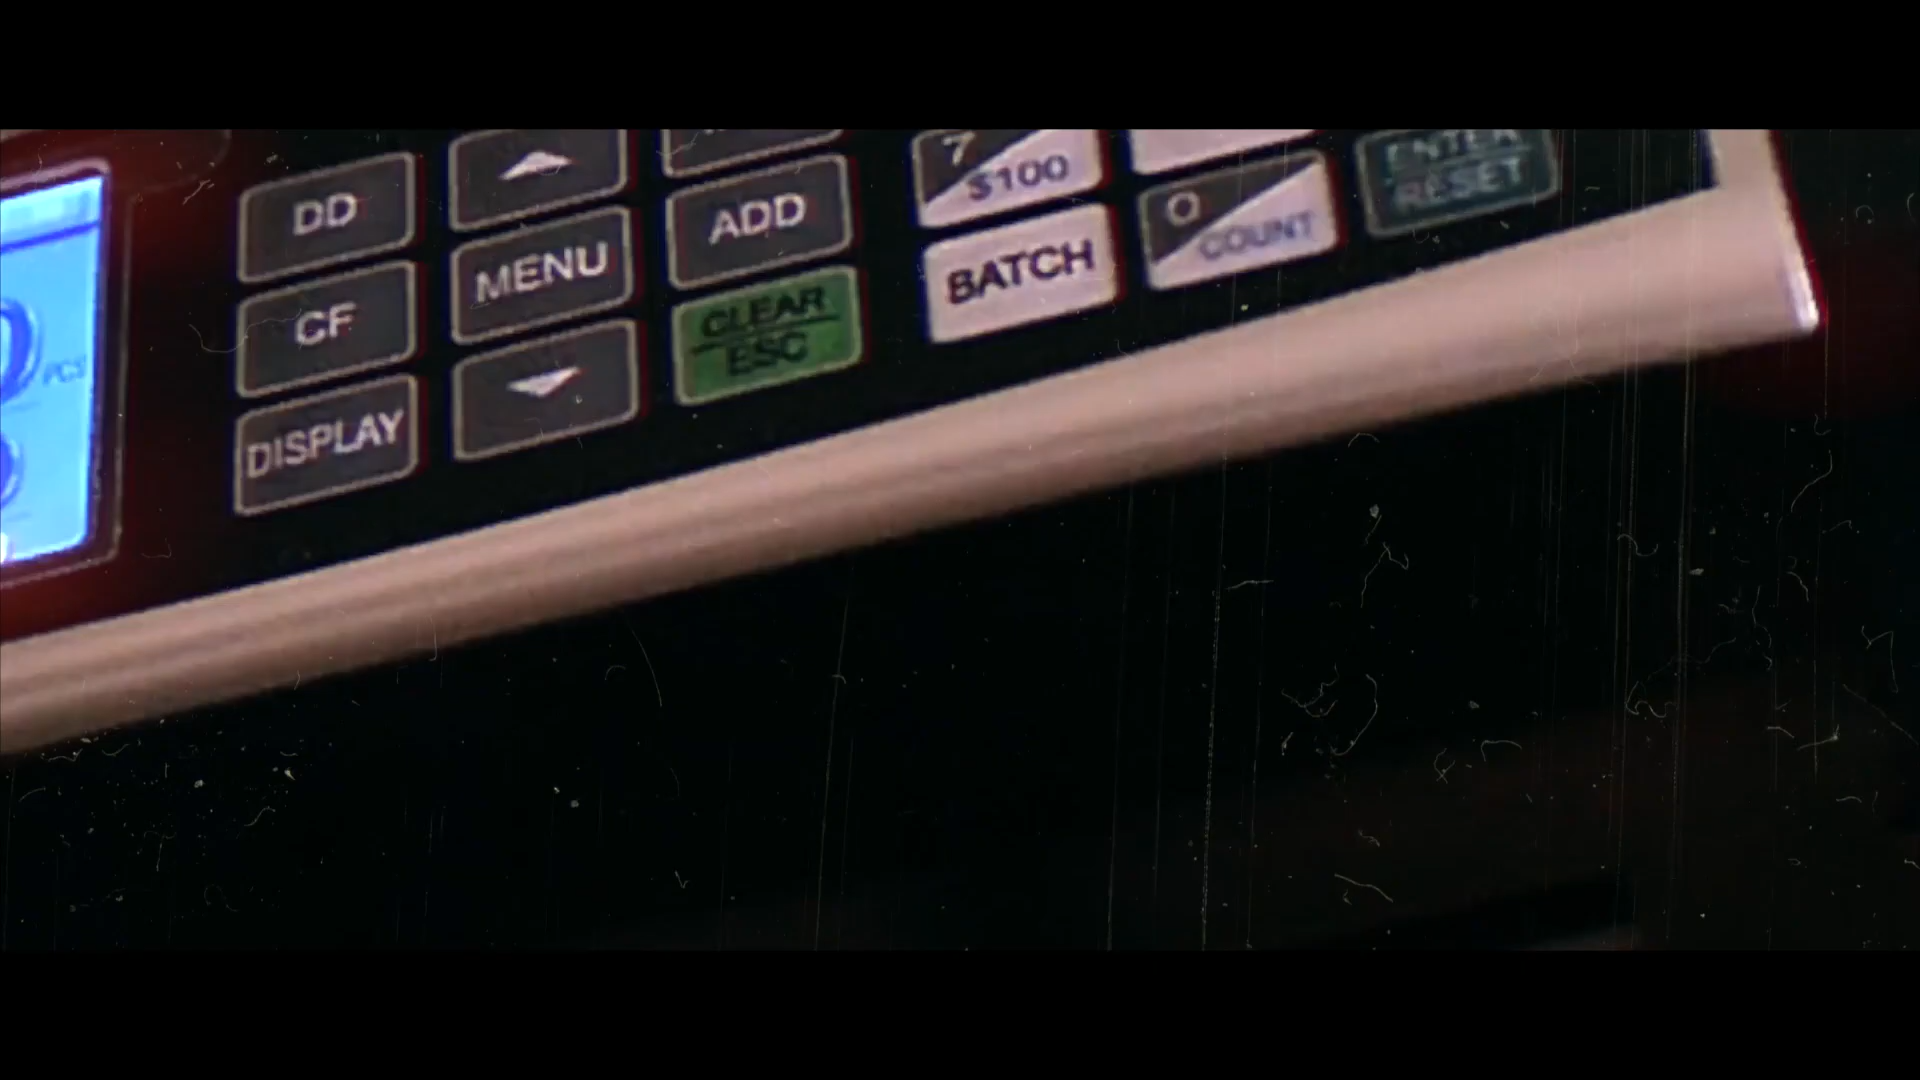 DD
CF
DISPLAY
MENU
ADD
CLEAR
ESC
7
$100
BATCH
0
COUNT
ENTER
RESET
PCS